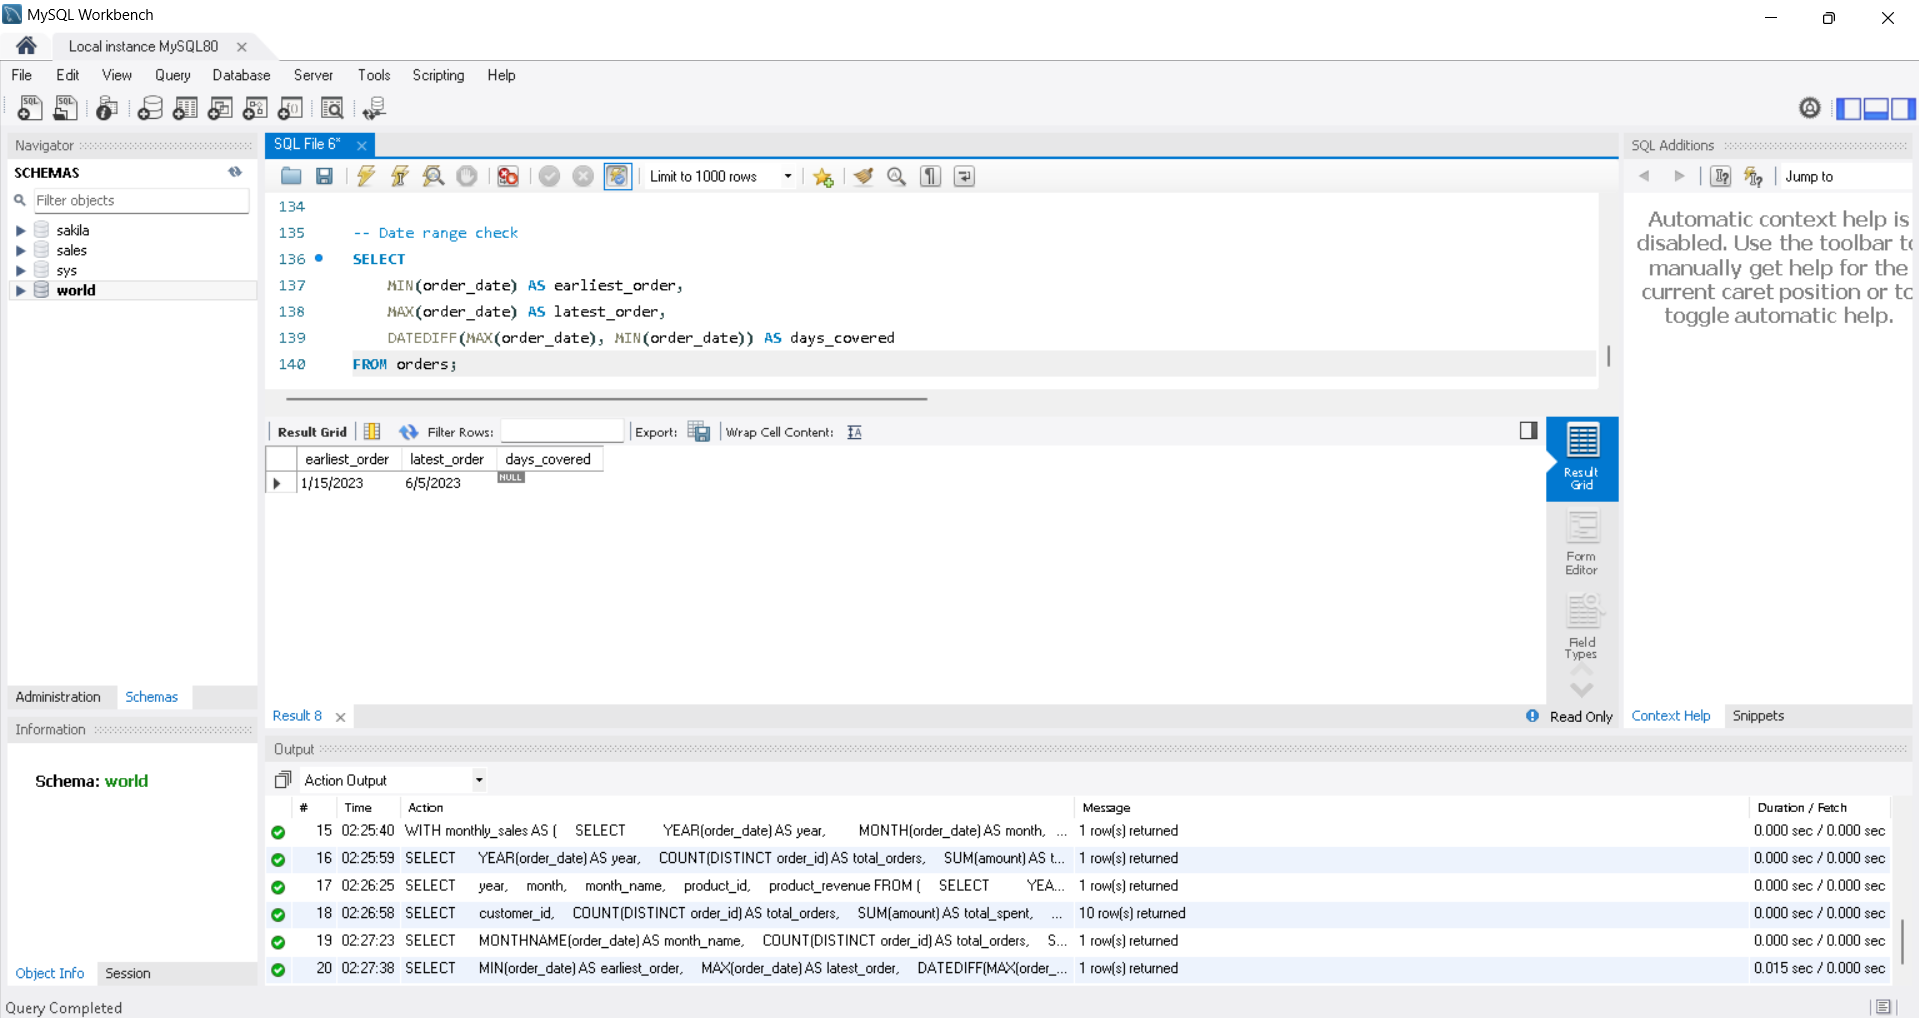 MySQL Workbench
Local instance MySQL80
File Edit View Query Database Server Tools Scripting Help
Navigator
SCHEMAS
Filter objects
sakila
sales
sys
world
Administration Schemas
Information
Schema: world
Object Info Session
SQL File 6*
Limit to 1000 rows
134
135 -- Date range check
136 SELECT
137 MIN(order_date) AS earliest_order,
138 MAX(order_date) AS latest_order,
139 DATEDIFF(MAX(order_date), MIN(order_date)) AS days_covered
140 FROM orders;
Result Grid Filter Rows: Export: Wrap Cell Content:
earliest_order latest_order days_covered
1/15/2023 6/5/2023 NULL
Result Grid
Form Editor
Field Types
Result 8
Read Only
SQL Additions
Jump to
Automatic context help is
disabled. Use the toolbar to
manually get help for the
current caret position or to
toggle automatic help.
Context Help Snippets
Output
Action Output
# Time Action Message Duration / Fetch
15 02:25:40 WITH monthly_sales AS ( SELECT YEAR(order_date) AS year, MONTH(order_date) AS month, ... 1 row(s) returned 0.000 sec / 0.000 sec
16 02:25:59 SELECT YEAR(order_date) AS year, COUNT(DISTINCT order_id) AS total_orders, SUM(amount) AS t... 1 row(s) returned 0.000 sec / 0.000 sec
17 02:26:25 SELECT year, month, month_name, product_id, product_revenue FROM ( SELECT YEA... 1 row(s) returned 0.000 sec / 0.000 sec
18 02:26:58 SELECT customer_id, COUNT(DISTINCT order_id) AS total_orders, SUM(amount) AS total_spent, ... 10 row(s) returned 0.000 sec / 0.000 sec
19 02:27:23 SELECT MONTHNAME(order_date) AS month_name, COUNT(DISTINCT order_id) AS total_orders, S... 1 row(s) returned 0.000 sec / 0.000 sec
20 02:27:38 SELECT MIN(order_date) AS earliest_order, MAX(order_date) AS latest_order, DATEDIFF(MAX(order_... 1 row(s) returned 0.015 sec / 0.000 sec
Query Completed